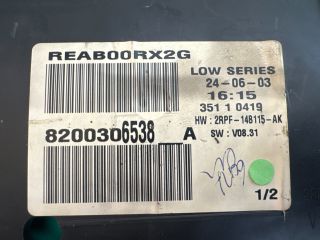 REAB00RX2G
LOW SERIES
24-06-03
16:15
351 1 0419
HW : 2RPF-14B115-AK
8200306538 __ A
SW : V08.31
1/2